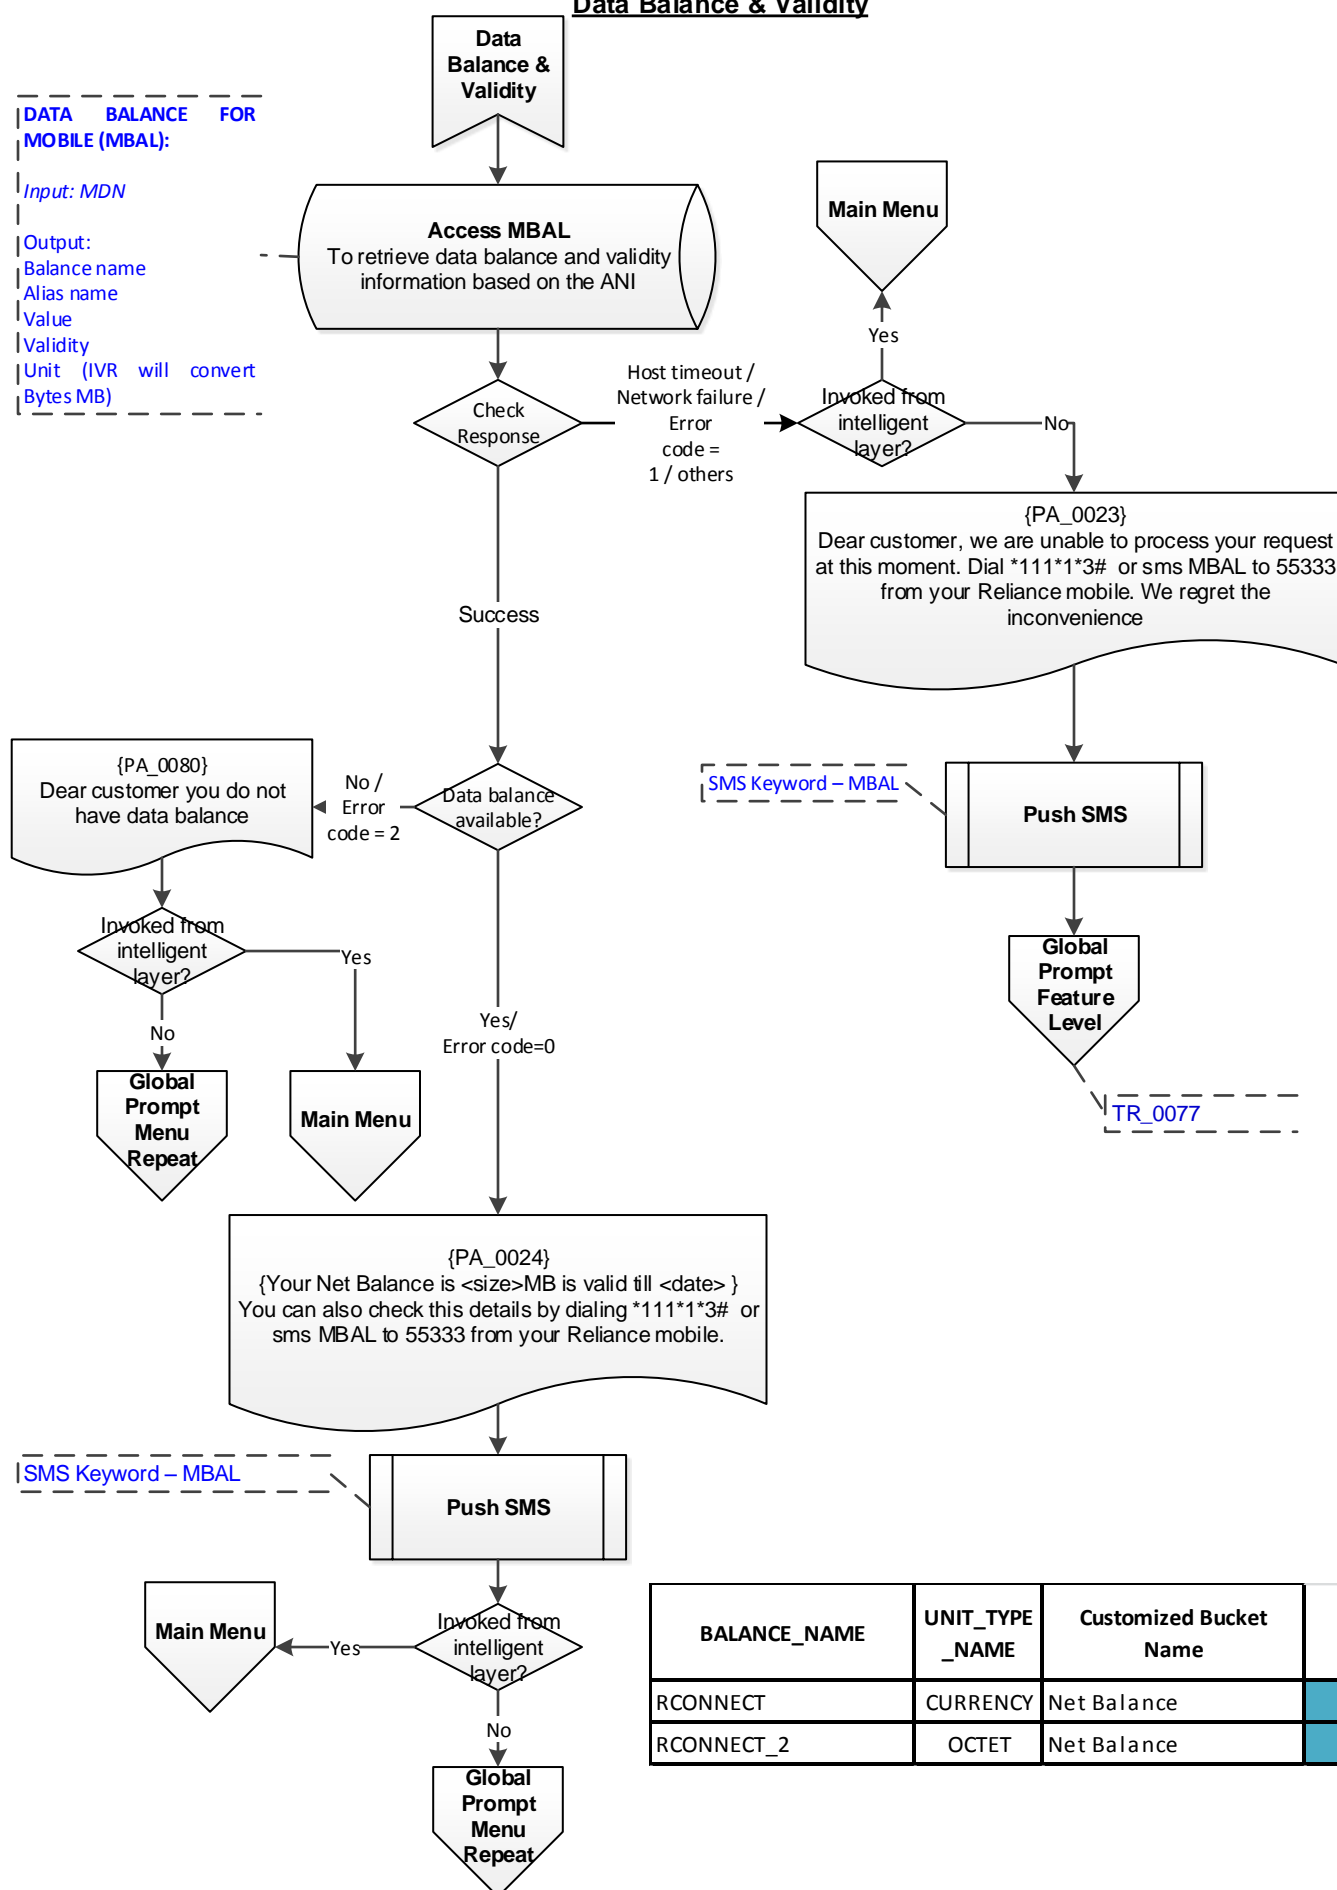 Data Balance & Validity
Data
Balance &
Validity
DATA BALANCE FOR
MOBILE (MBAL):
Input: MDN
Output:
Balance name
Alias name
Value
Validity
Unit (IVR will convert
Bytes MB)
Access MBAL
To retrieve data balance and validity
information based on the ANI
Main Menu
Yes
Check
Response
Host timeout /
Network failure /
Error
code =
1 / others
Invoked from
intelligent
layer?
No
{PA_0023}
Dear customer, we are unable to process your request
at this moment. Dial *111*1*3# or sms MBAL to 55333
from your Reliance mobile. We regret the
inconvenience
Success
{PA_0080}
Dear customer you do not
have data balance
No /
Error
code = 2
Data balance
available?
SMS Keyword – MBAL
Push SMS
Invoked from
intelligent
layer?
Yes
No
Global
Prompt
Menu
Repeat
Main Menu
Yes/
Error code=0
Global
Prompt
Feature
Level
TR_0077
{PA_0024}
{Your Net Balance is <size>MB is valid till <date> }
You can also check this details by dialing *111*1*3# or
sms MBAL to 55333 from your Reliance mobile.
SMS Keyword – MBAL
Push SMS
Main Menu
Yes
Invoked from
intelligent
layer?
No
Global
Prompt
Menu
Repeat
BALANCE_NAME UNIT_TYPE_NAME Customized Bucket Name
RCONNECT CURRENCY Net Balance
RCONNECT_2 OCTET Net Balance